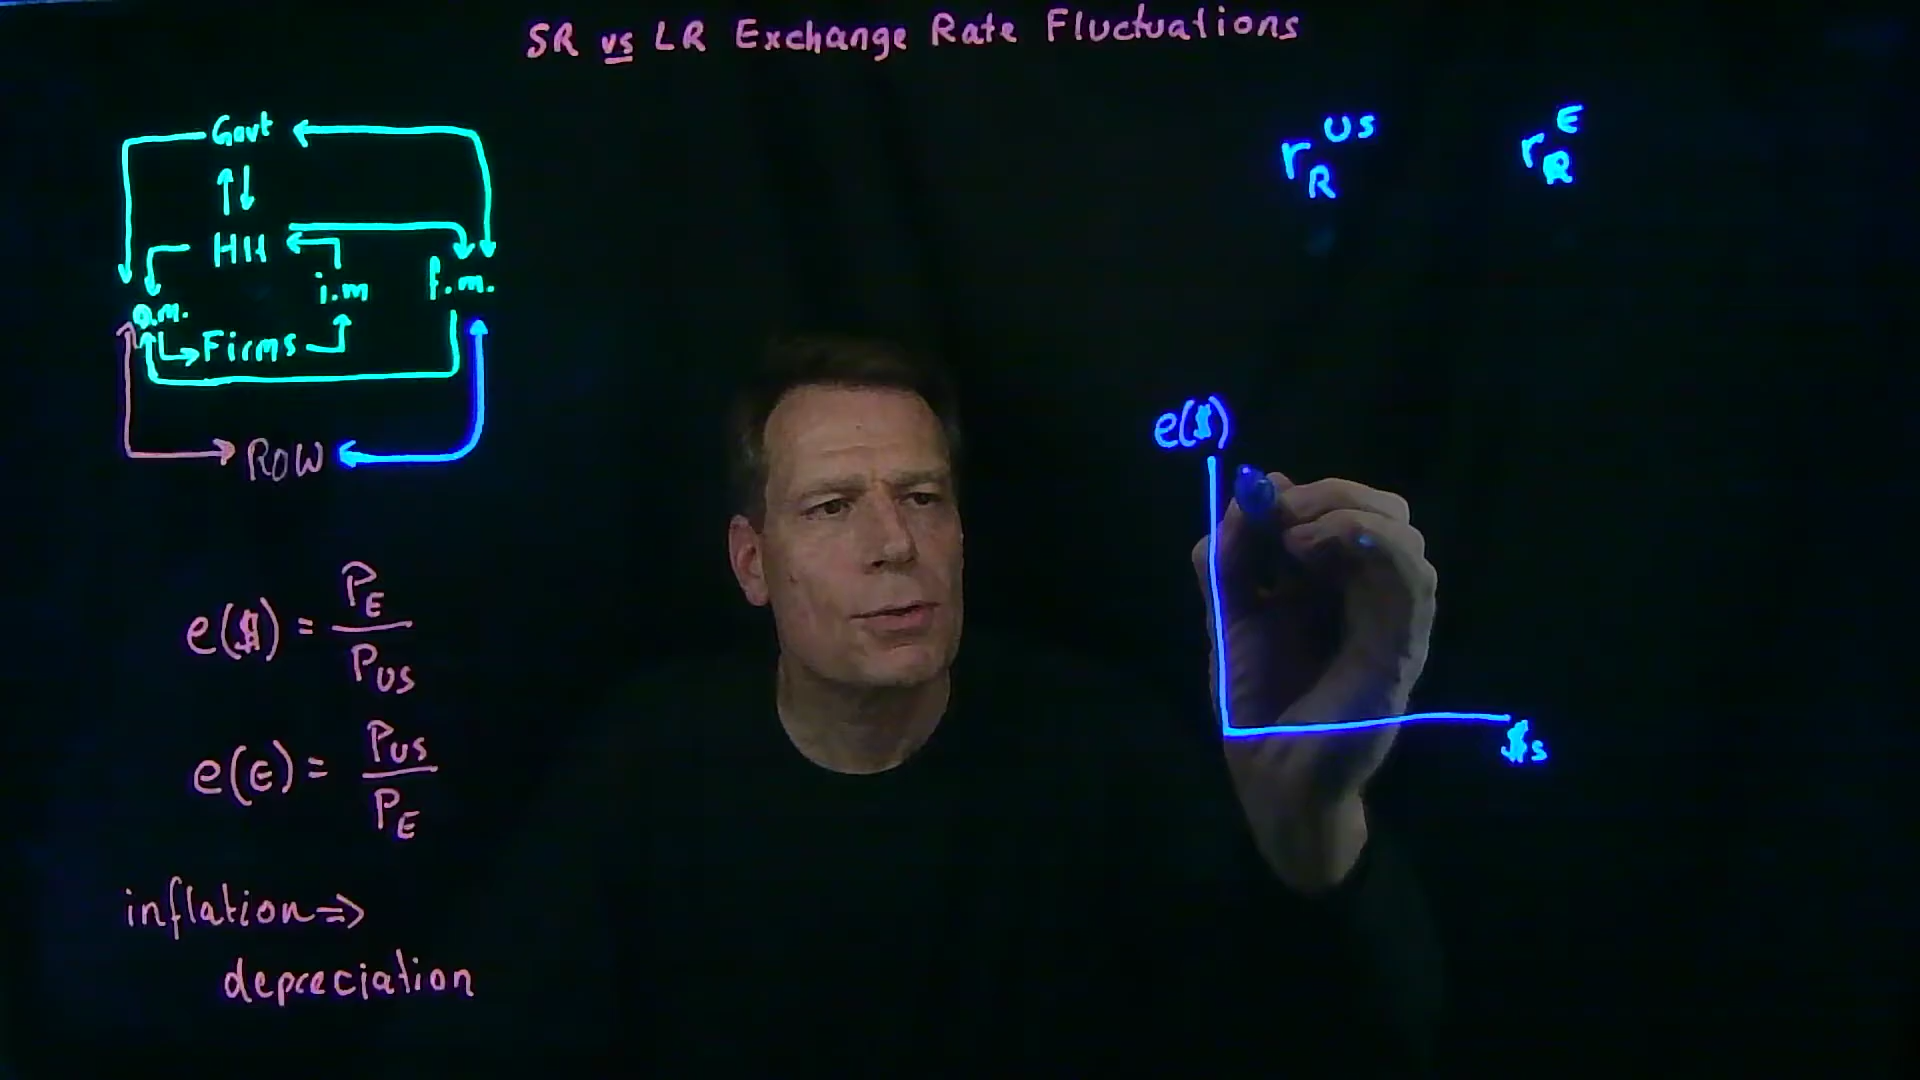 SR vs LR Exchange Rate Fluctuations
Govt
HH
i.m
f.m.
o.m.
Firms
ROW
e($) = P_E / P_US
e(E) = P_US / P_E
inflation ⇒
depreciation
r_R^US
r_R^E
e($)
$s